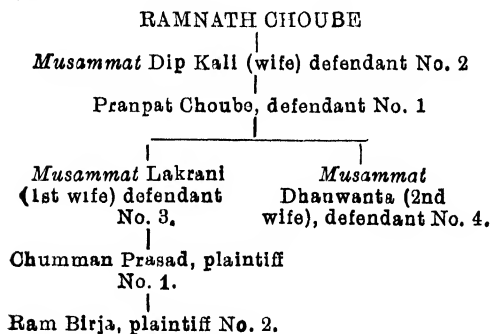 RAMNATH CHOUBE
Musammat Dip Kali (wife) defendant No. 2
Pranpat Choube, defendant No. 1
Musammat Lakrani
(1st wife) defendant
No. 3.
Musammat
Dhanwanta (2nd
wife), defendant No. 4.
Chumman Prasad, plaintiff
No. 1.
Ram Birja, plaintiff No. 2.